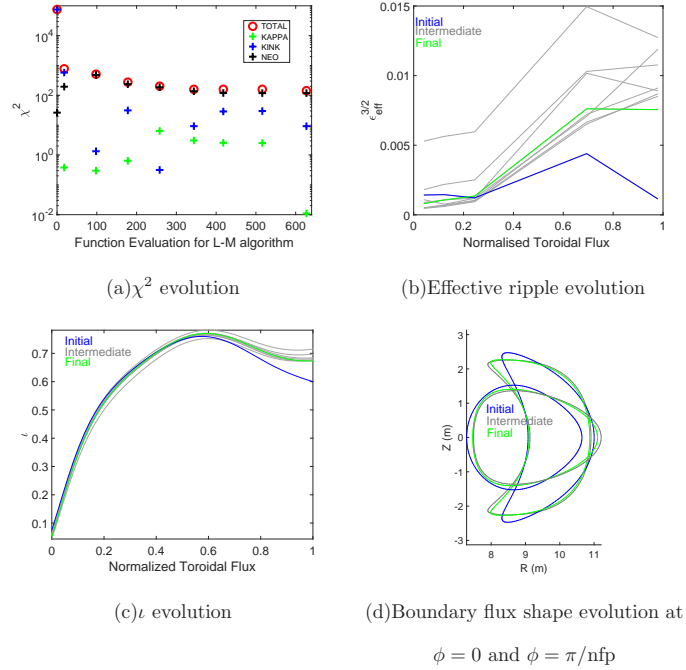 10^4
10^2
10^0
10^-2
χ^2
0 100 200 300 400 500 600
Function Evaluation for L-M algorithm
TOTAL
KAPPA
KINK
NEO
(a)χ^2 evolution
0.015
0.01
0.005
0
ϵ_eff^3/2
0 0.2 0.4 0.6 0.8 1
Normalised Toroidal Flux
Initial
Intermediate
Final
(b)Effective ripple evolution
0.7
0.6
0.5
0.4
0.3
0.2
0.1
ι
0 0.2 0.4 0.6 0.8 1
Normalized Toroidal Flux
Initial
Intermediate
Final
(c)ι evolution
3
2
1
0
-1
-2
-3
Z (m)
8 9 10 11
R (m)
Initial
Intermediate
Final
(d)Boundary flux shape evolution at
ϕ = 0 and ϕ = π/nfp